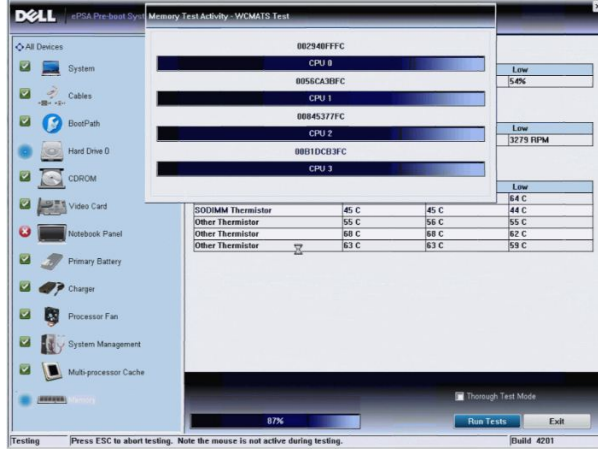 DELL
ePSA Pre-boot Syst
Memory Test Activity - WCMATS Test
All Devices
System
Cables
BootPath
Hard Drive 0
CDROM
Video Card
Notebook Panel
Primary Battery
Charger
Processor Fan
System Management
Multi-processor Cache
Memory
002940FFFC
CPU 0
0056CA3BFC
CPU 1
00845377FC
CPU 2
00B1DCB3FC
CPU 3
Low
54%
Low
3279 RPM
Low
64 C
SODIMM Thermistor 45 C 45 C 44 C
Other Thermistor 55 C 56 C 55 C
Other Thermistor 68 C 68 C 62 C
Other Thermistor 63 C 63 C 59 C
Thorough Test Mode
87%
Run Tests
Exit
Testing
Press ESC to abort testing. Note the mouse is not active during testing.
Build 4201